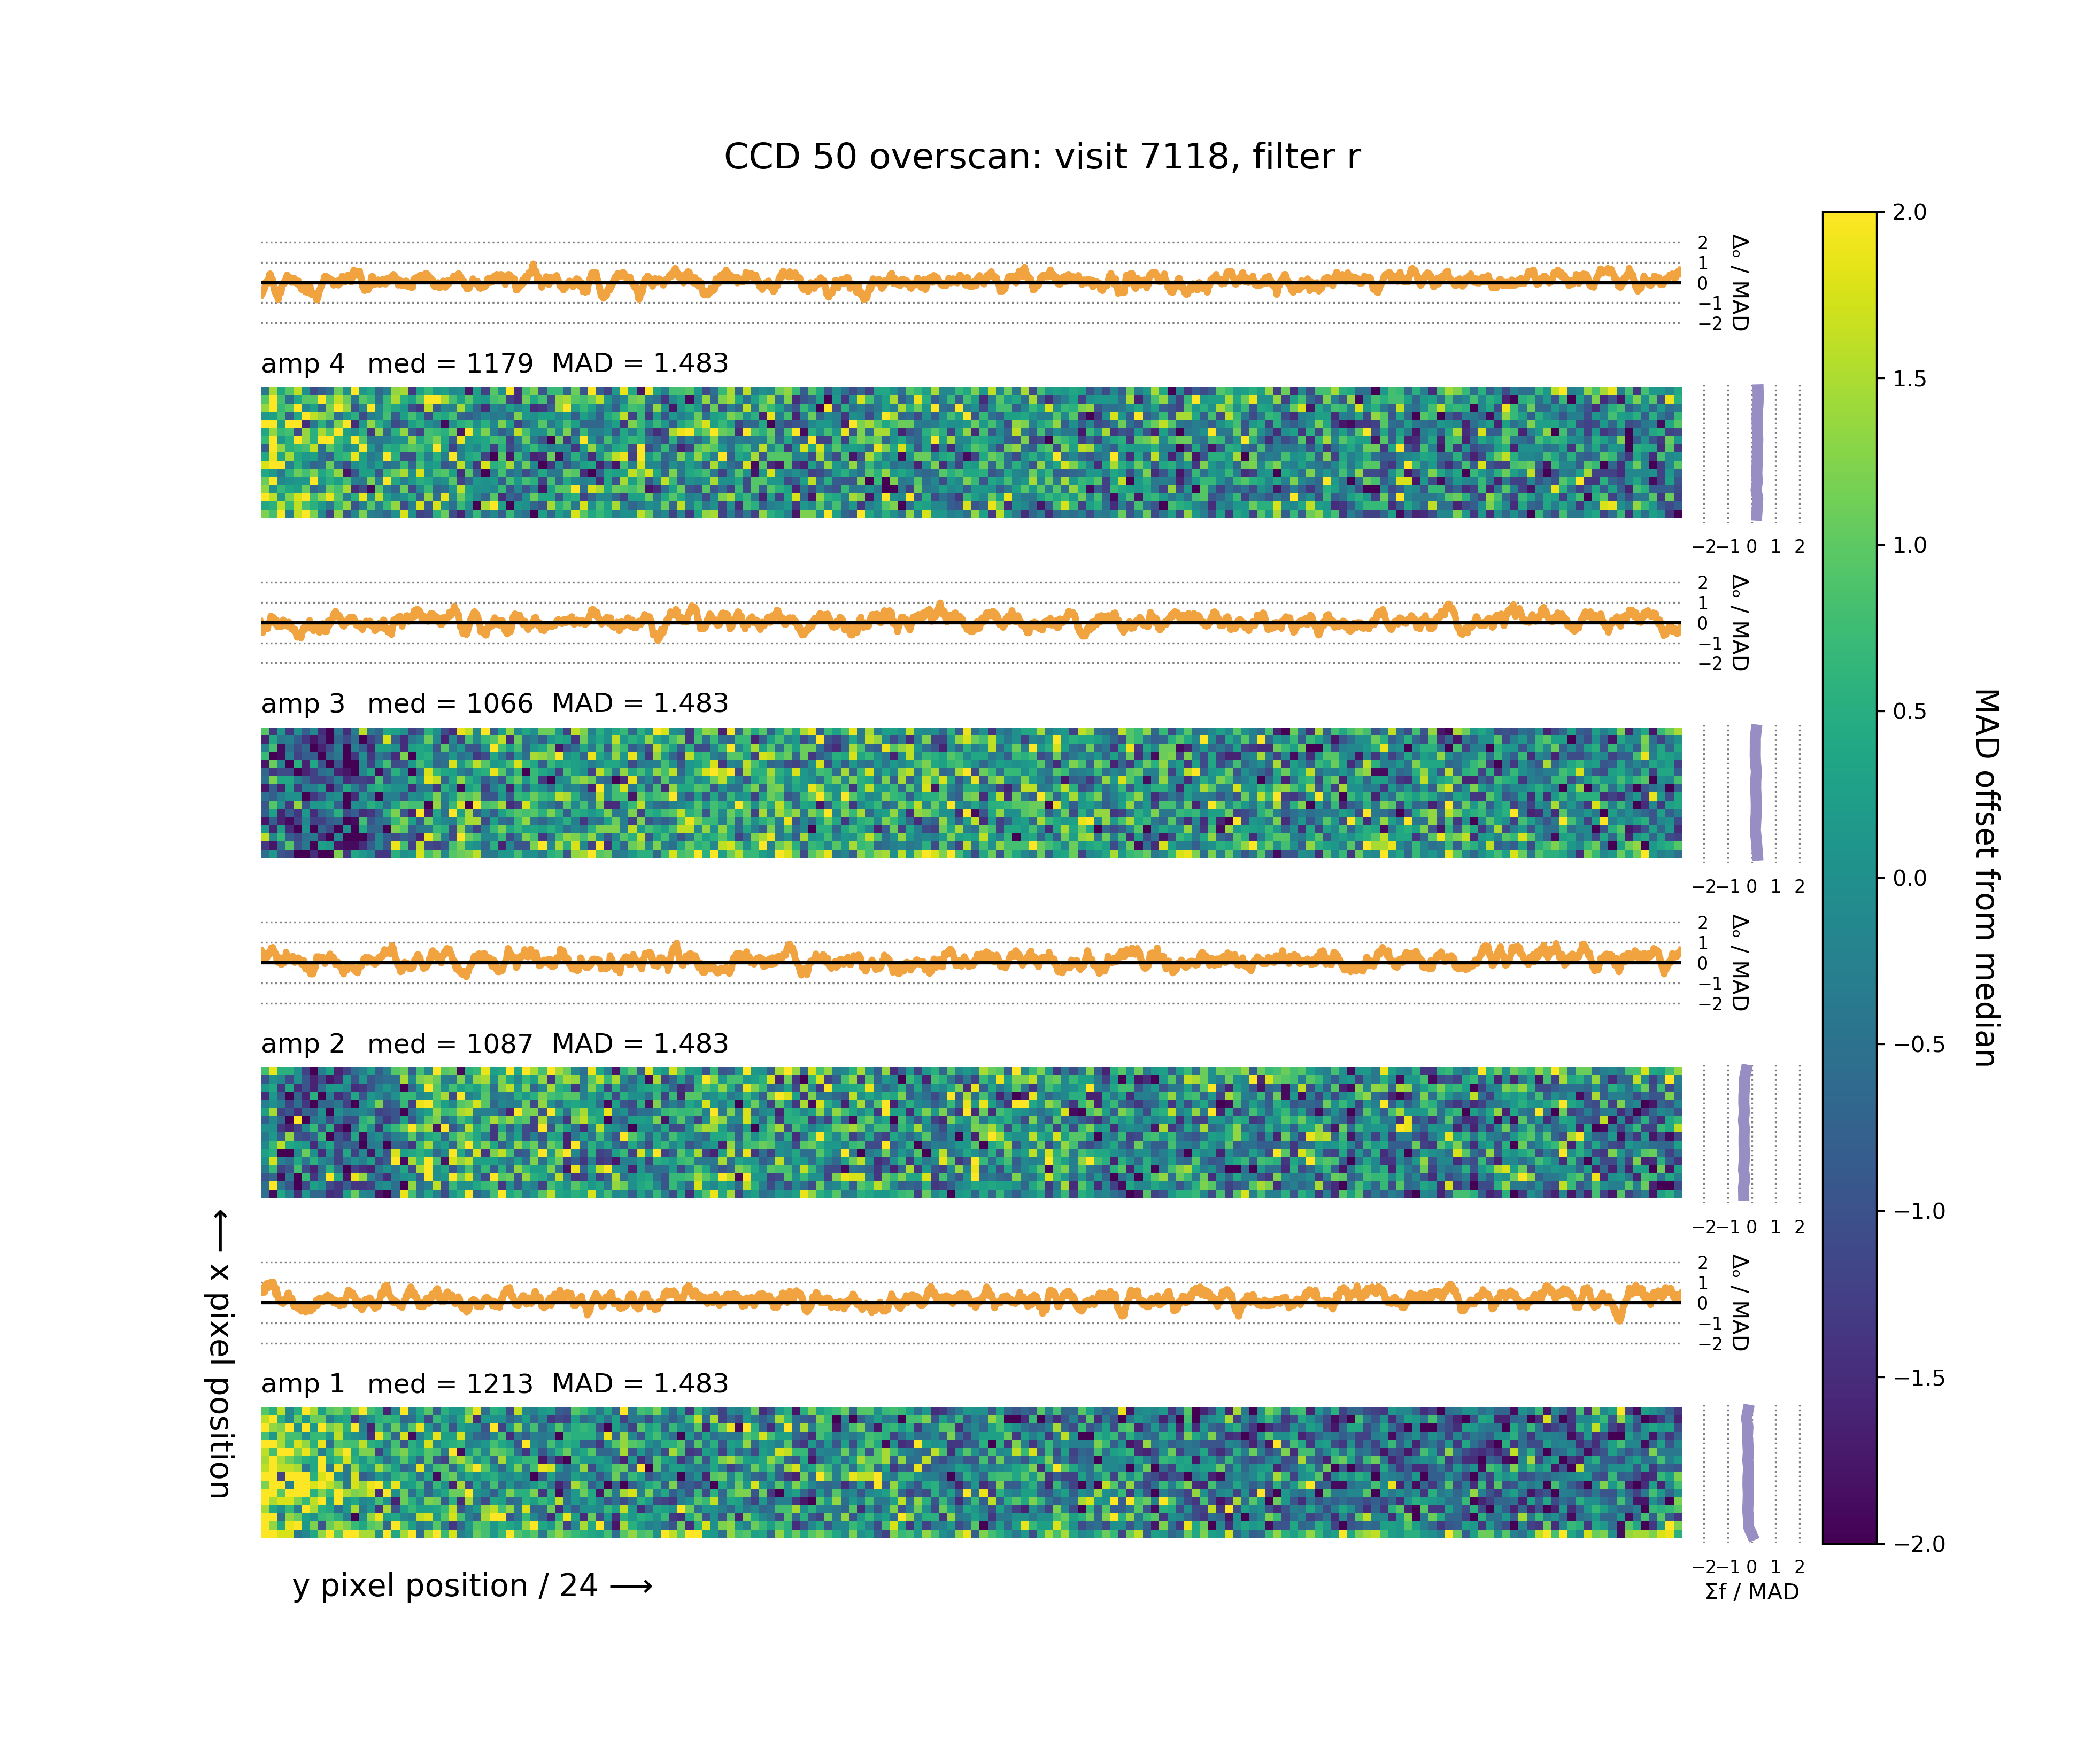 CCD 50 overscan: visit 7118, filter r
2
1
0
−1
−2
Δₒ / MAD
amp 4 med = 1179 MAD = 1.483
−2 −1 0 1 2
2
1
0
−1
−2
Δₒ / MAD
amp 3 med = 1066 MAD = 1.483
−2 −1 0 1 2
2
1
0
−1
−2
Δₒ / MAD
amp 2 med = 1087 MAD = 1.483
−2 −1 0 1 2
2
1
0
−1
−2
Δₒ / MAD
amp 1 med = 1213 MAD = 1.483
−2 −1 0 1 2
Σf / MAD
y pixel position / 24 ⟶
⟵ x pixel position
2.0
1.5
1.0
0.5
0.0
−0.5
−1.0
−1.5
−2.0
MAD offset from median